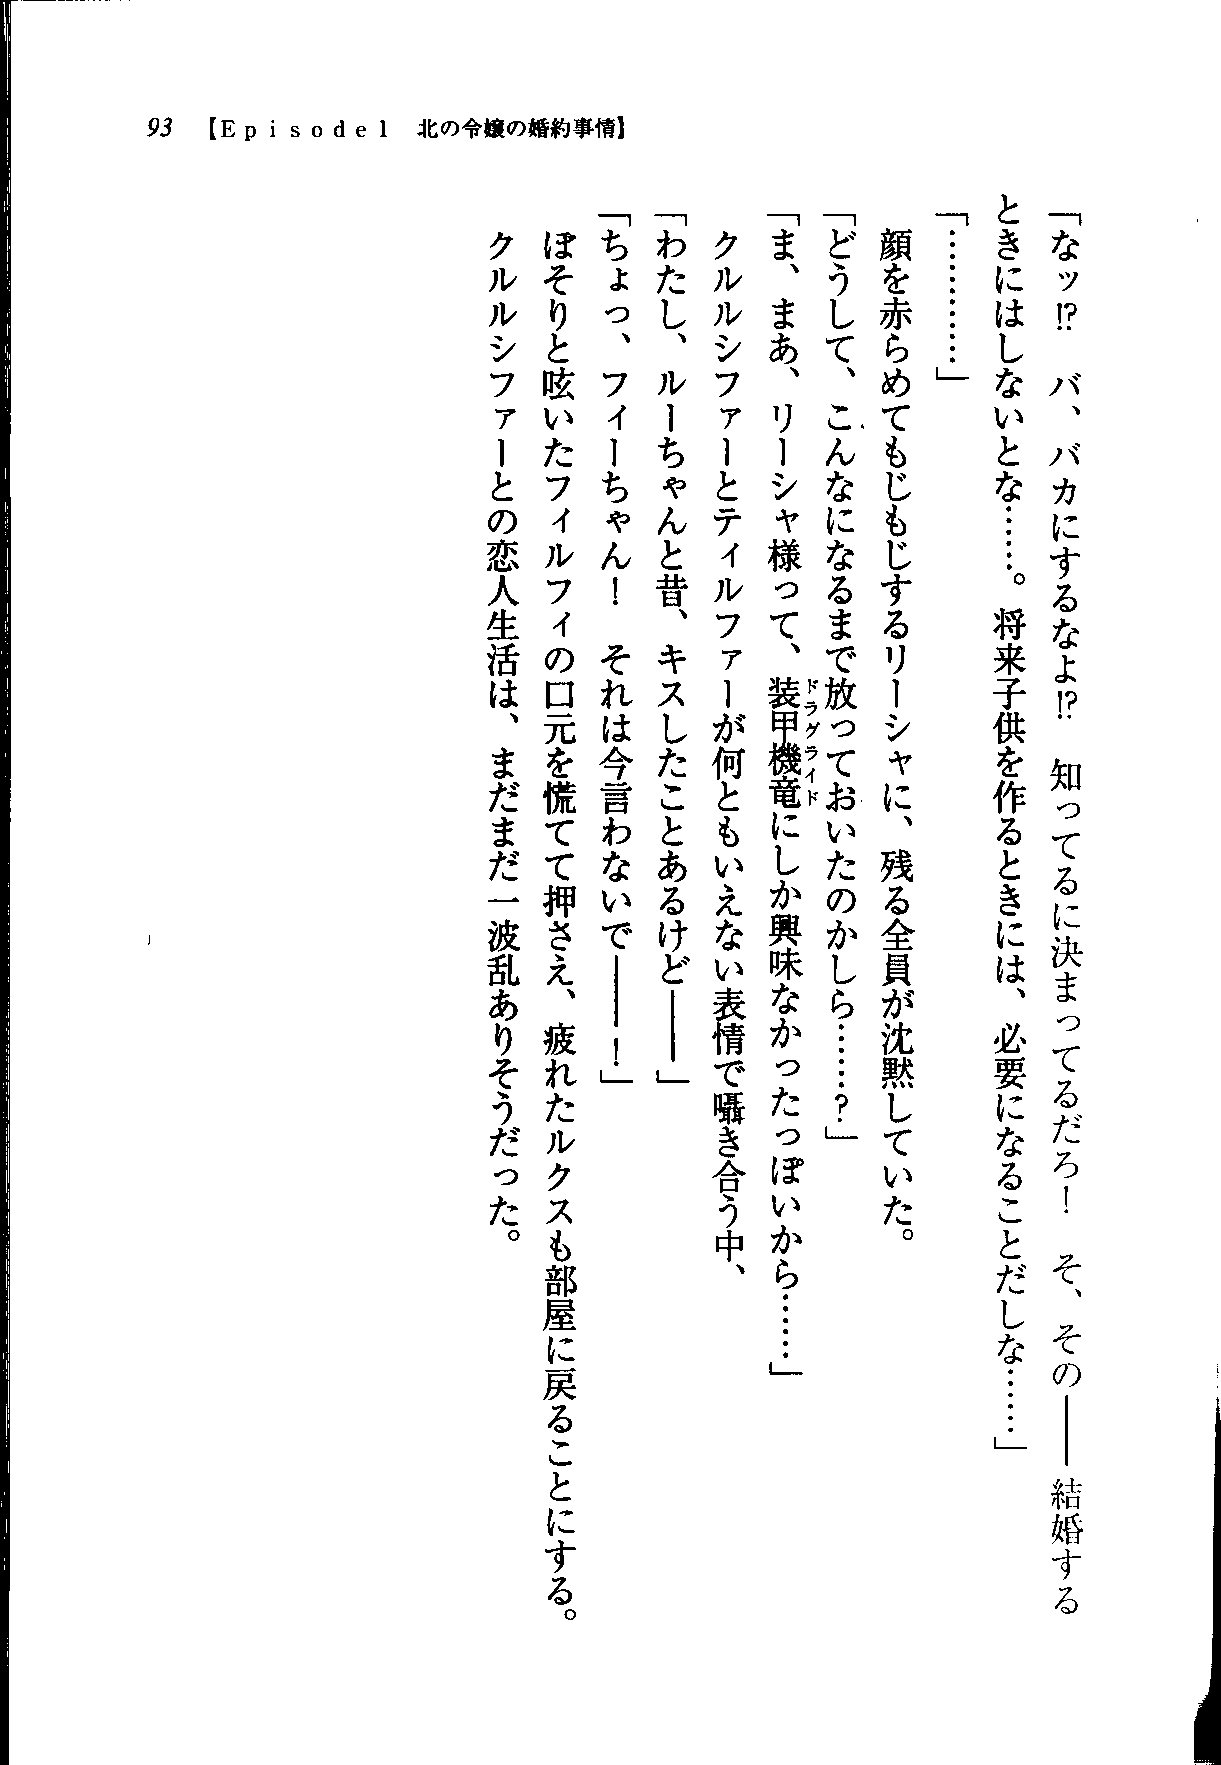 93 【Episode1　北の令嬢の婚約事情】
「なッ!?　バ、バカにするなよ!?　知ってるに決まってるだろ！　そ、その――結婚する
ときにはしないとな……。将来子供を作るときには、必要になることだしな……」
「…………」
顔を赤らめてもじもじするリーシャに、残る全員が沈黙していた。
「どうして、こんなになるまで放っておいたのかしら……？」
「ま、まあ、リーシャ様って、装甲機竜にしか興味なかったっぽいから……」
ドラグライド
クルルシファーとティルファーが何ともいえない表情で囁き合う中、
「わたし、ルーちゃんと昔、キスしたことあるけど――」
「ちょっ、フィーちゃん！　それは今言わないで――！」
ぼそりと呟いたフィルフィの口元を慌てて押さえ、疲れたルクスも部屋に戻ることにする。
クルルシファーとの恋人生活は、まだまだ一波乱ありそうだった。